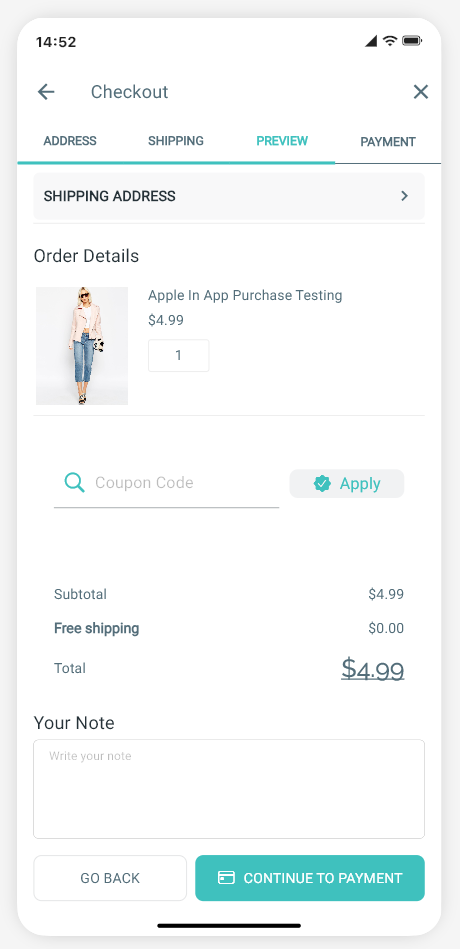 14:52
Checkout
ADDRESS SHIPPING PREVIEW PAYMENT
SHIPPING ADDRESS
Order Details
Apple In App Purchase Testing
$4.99
1
Coupon Code Apply
Subtotal $4.99
Free shipping $0.00
Total $4.99
Your Note
Write your note
GO BACK CONTINUE TO PAYMENT